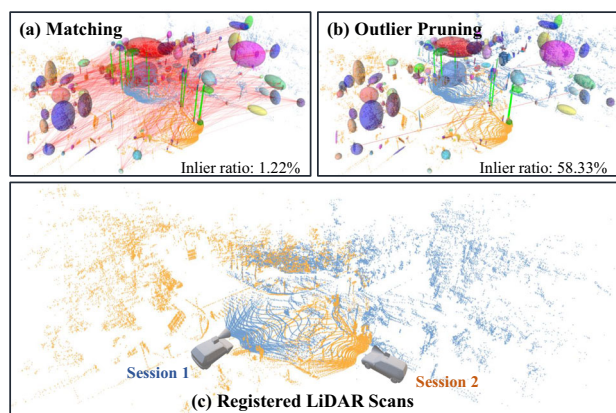 (a) Matching
Inlier ratio: 1.22%
(b) Outlier Pruning
Inlier ratio: 58.33%
Session 1
Session 2
(c) Registered LiDAR Scans